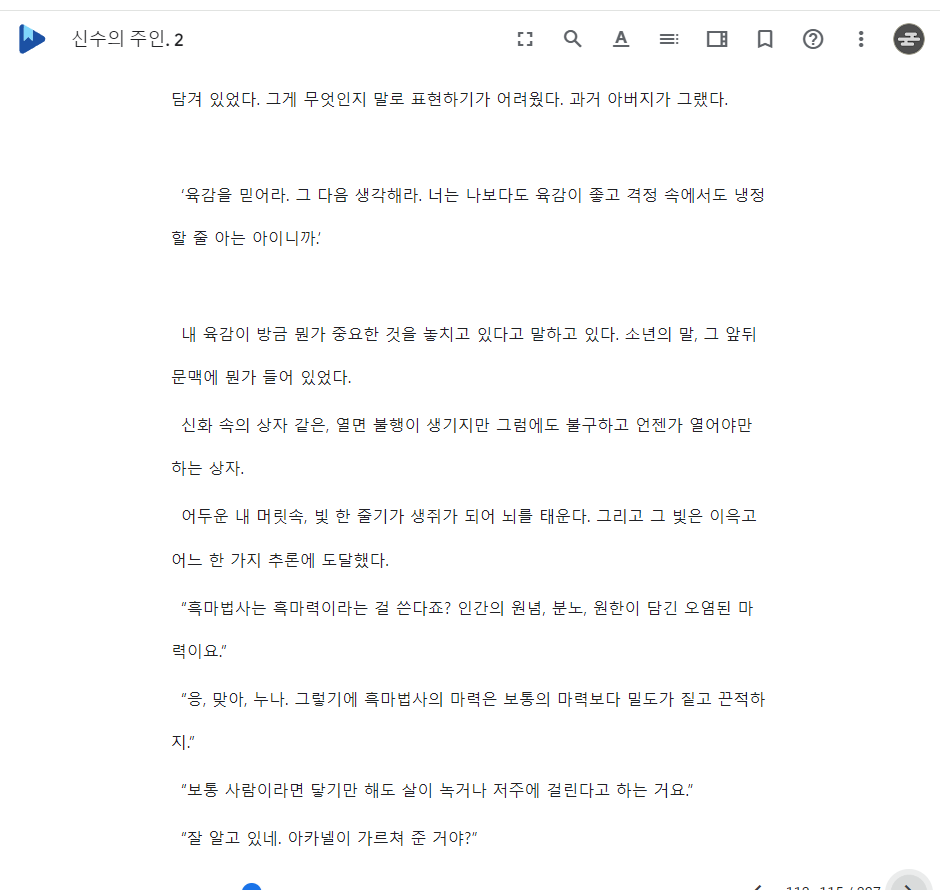 신수의 주인. 2
담겨 있었다. 그게 무엇인지 말로 표현하기가 어려웠다. 과거 아버지가 그랬다.
'육감을 믿어라. 그 다음 생각해라. 너는 나보다도 육감이 좋고 격정 속에서도 냉정
할 줄 아는 아이니까.'
내 육감이 방금 뭔가 중요한 것을 놓치고 있다고 말하고 있다. 소년의 말, 그 앞뒤
문맥에 뭔가 들어 있었다.
신화 속의 상자 같은, 열면 불행이 생기지만 그럼에도 불구하고 언젠가 열어야만
하는 상자.
어두운 내 머릿속, 빛 한 줄기가 생쥐가 되어 뇌를 태운다. 그리고 그 빛은 이윽고
어느 한 가지 추론에 도달했다.
"흑마법사는 흑마력이라는 걸 쓴다죠? 인간의 원념, 분노, 원한이 담긴 오염된 마
력이요."
"응, 맞아, 누나. 그렇기에 흑마법사의 마력은 보통의 마력보다 밀도가 짙고 끈적하
지."
"보통 사람이라면 닿기만 해도 살이 녹거나 저주에 걸린다고 하는 거요."
"잘 알고 있네. 아카넬이 가르쳐 준 거야?"